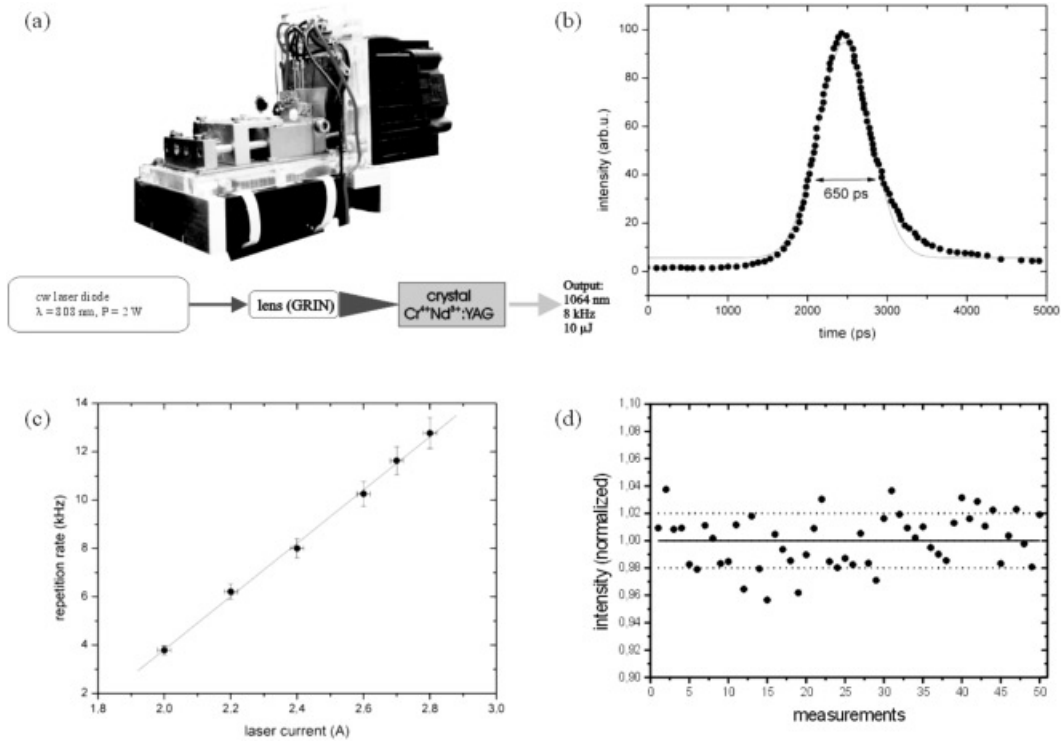 (a)
cw laser diode
λ = 808 nm, P = 2 W
lens (GRIN)
crystal
Cr⁴⁺Nd³⁺:YAG
Output:
1064 nm
8 kHz
10 µJ
(b)
intensity (arb.u.)
100
80
60
40
20
0
650 ps
0 1000 2000 3000 4000 5000
time (ps)
(c)
repetition rate (kHz)
14
12
10
8
6
4
2
1.8 2.0 2.2 2.4 2.6 2.8 3.0
laser current (A)
(d)
intensity (normalized)
1,10
1,08
1,06
1,04
1,02
1,00
0,98
0,96
0,94
0,92
0,90
0 5 10 15 20 25 30 35 40 45 50
measurements